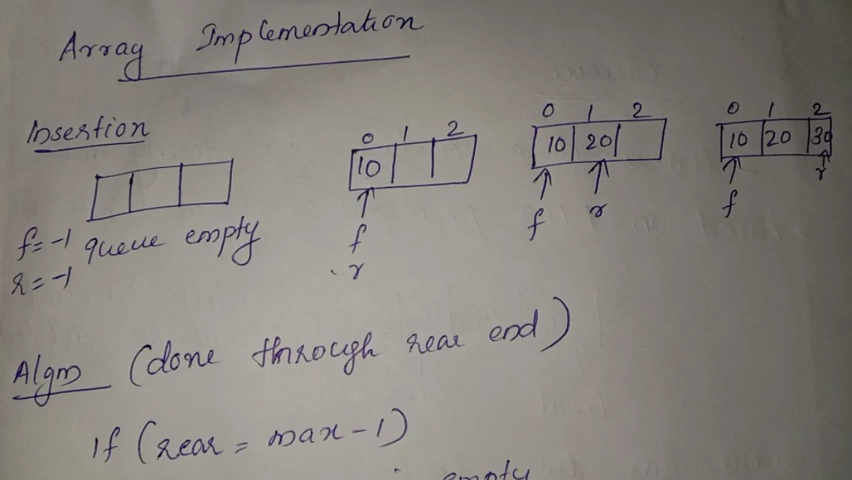 Array Implementation
Insertion
0 1 2
10
f
r
0 1 2
10 20
f r
0 1 2
10 20 30
f r
f=-1 queue empty
r=-1
Algm (done through rear end)
If (rear = max-1)
empty